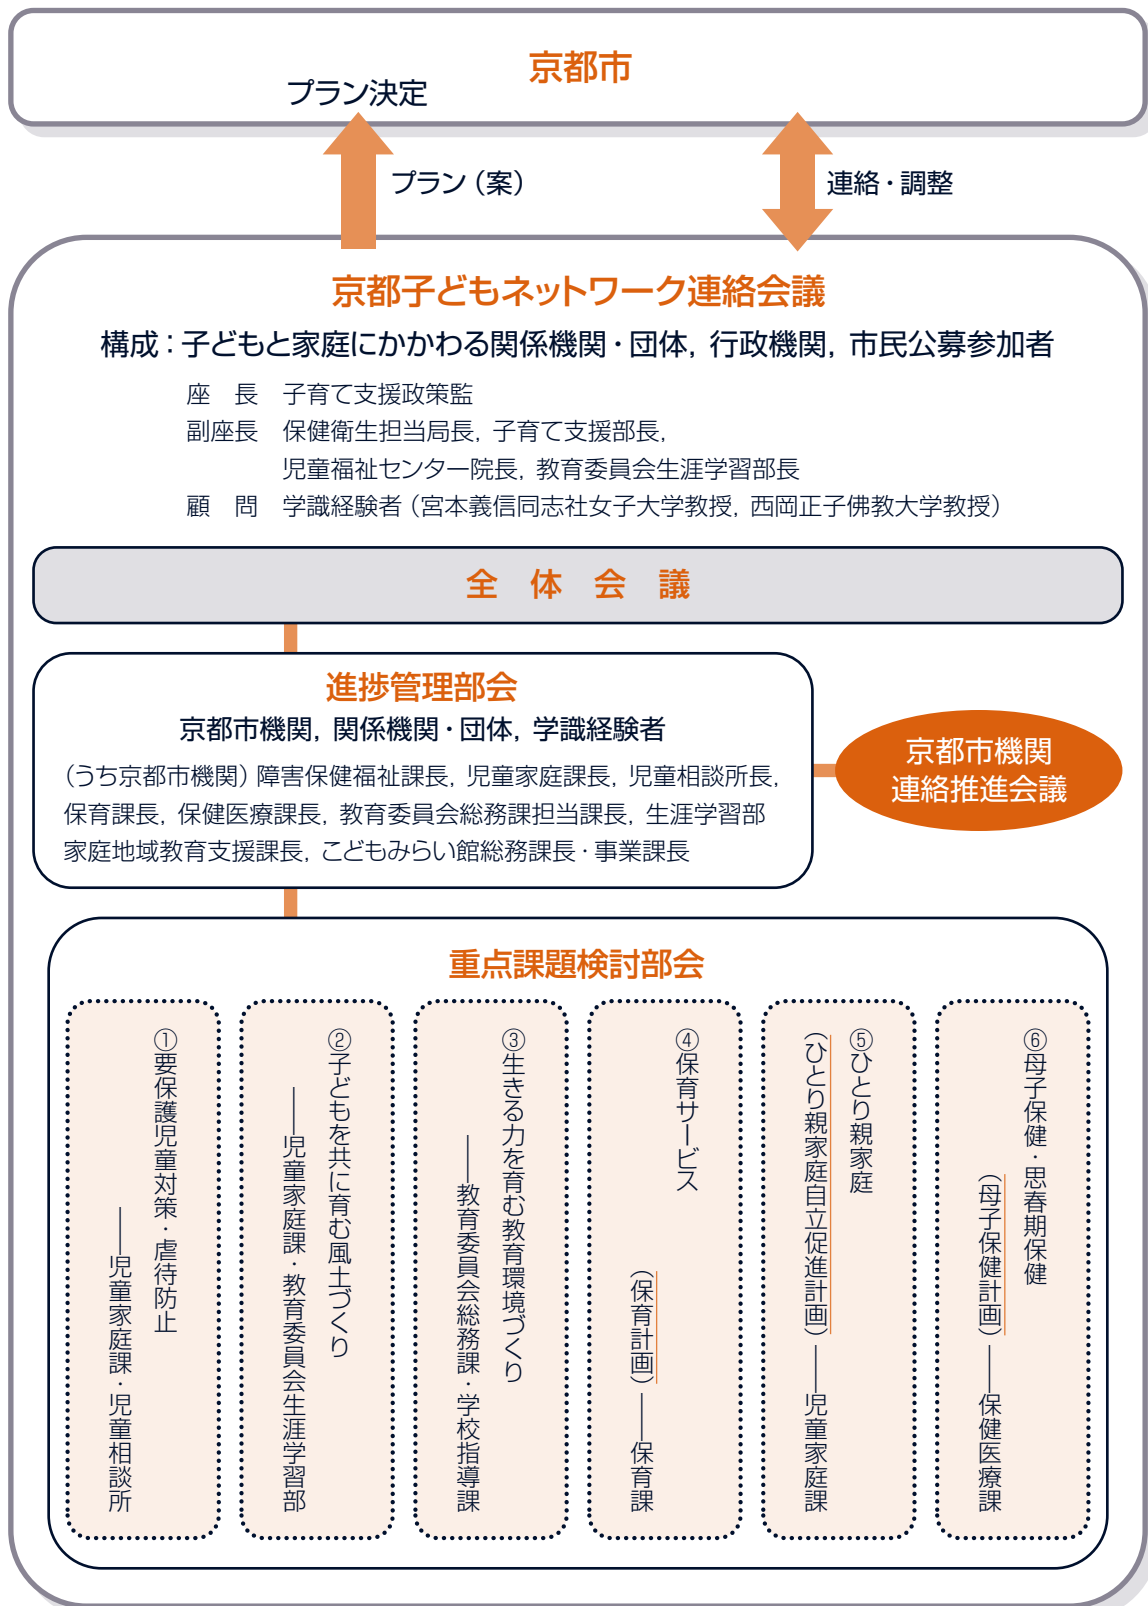 京都市
プラン決定
プラン（案）
連絡・調整
京都子どもネットワーク連絡会議
構成：子どもと家庭にかかわる関係機関・団体，行政機関，市民公募参加者
座　長　子育て支援政策監
副座長　保健衛生担当局長，子育て支援部長，
児童福祉センター院長，教育委員会生涯学習部長
顧　問　学識経験者（宮本義信同志社女子大学教授，西岡正子佛教大学教授）
全　体　会　議
進捗管理部会
京都市機関，関係機関・団体，学識経験者
（うち京都市機関）障害保健福祉課長，児童家庭課長，児童相談所長，
保育課長，保健医療課長，教育委員会総務課担当課長，生涯学習部
家庭地域教育支援課長，こどもみらい館総務課長・事業課長
京都市機関
連絡推進会議
重点課題検討部会
①要保護児童対策・虐待防止
――児童家庭課・児童相談所
②子どもを共に育む風土づくり
――児童家庭課・教育委員会生涯学習部
③生きる力を育む教育環境づくり
――教育委員会総務課・学校指導課
④保育サービス
（保育計画）――保育課
⑤ひとり親家庭
（ひとり親家庭自立促進計画）――児童家庭課
⑥母子保健・思春期保健
（母子保健計画）――保健医療課